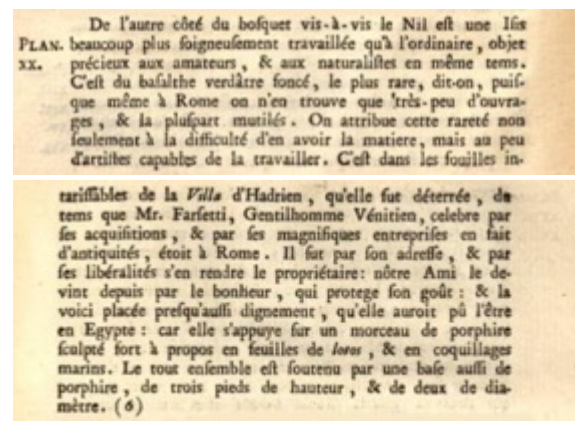 De l'autre côté du boſquet vis-à-vis le Nil eſt une Iſis
PLAN. beaucoup plus ſoigneuſement travaillée qu'à l'ordinaire, objet
XX. précieux aux amateurs, & aux naturaliſtes en même tems.
C'eſt du baſalthe verdâtre foncé, le plus rare, dit-on, puiſ-
que même à Rome on n'en trouve que très-peu d'ouvra-
ges, & la pluſpart mutilés. On attribue cette rareté non
ſeulement à la difficulté d'en avoir la matiere, mais au peu
d'artiſtes capables de la travailler. C'eſt dans les fouilles in-
tariſſables de la Villa d'Hadrien, qu'elle fut déterrée, de
tems que Mr. Farſetti, Gentilhomme Vénitien, celebre par
ſes acquiſitions, & par ſes magnifiques entrepriſes en fait
d'antiquités, étoit à Rome. Il fut par ſon adreſſe, & par
ſes libéralités s'en rendre le propriétaire: nôtre Ami le de-
vint depuis par le bonheur, qui protege ſon goût: & la
voici placée preſqu'auſſi dignement, qu'elle auroit pû l'être
en Egypte: car elle s'appuye ſur un morceau de porphire
ſculpté fort à propos en feuilles de loros, & en coquillages
marins. Le tout enſemble eſt ſoutenu par une baſe auſſi de
porphire, de trois pieds de hauteur, & de deux de dia-
mètre. (6)